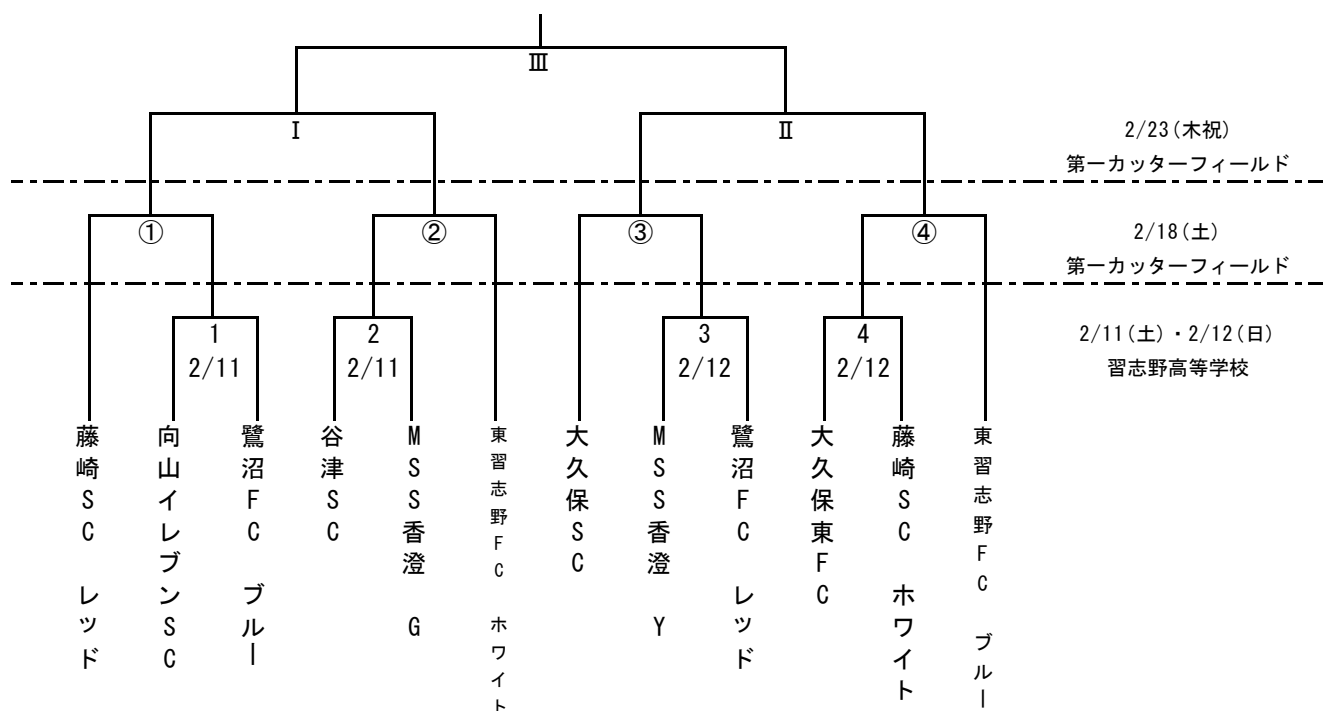 Ⅲ
Ⅰ
Ⅱ
2/23(木祝)
第一カッターフィールド
①
②
③
④
2/18(土)
第一カッターフィールド
1
2/11
2
2/11
3
2/12
4
2/12
2/11(土)・2/12(日)
習志野高等学校
藤崎SC レッド
向山イレブンSC
鷺沼FC ブルー
谷津SC
MSS香澄 G
東習志野FC ホワイト
大久保SC
MSS香澄 Y
鷺沼FC レッド
大久保東FC
藤崎SC ホワイト
東習志野FC ブルー